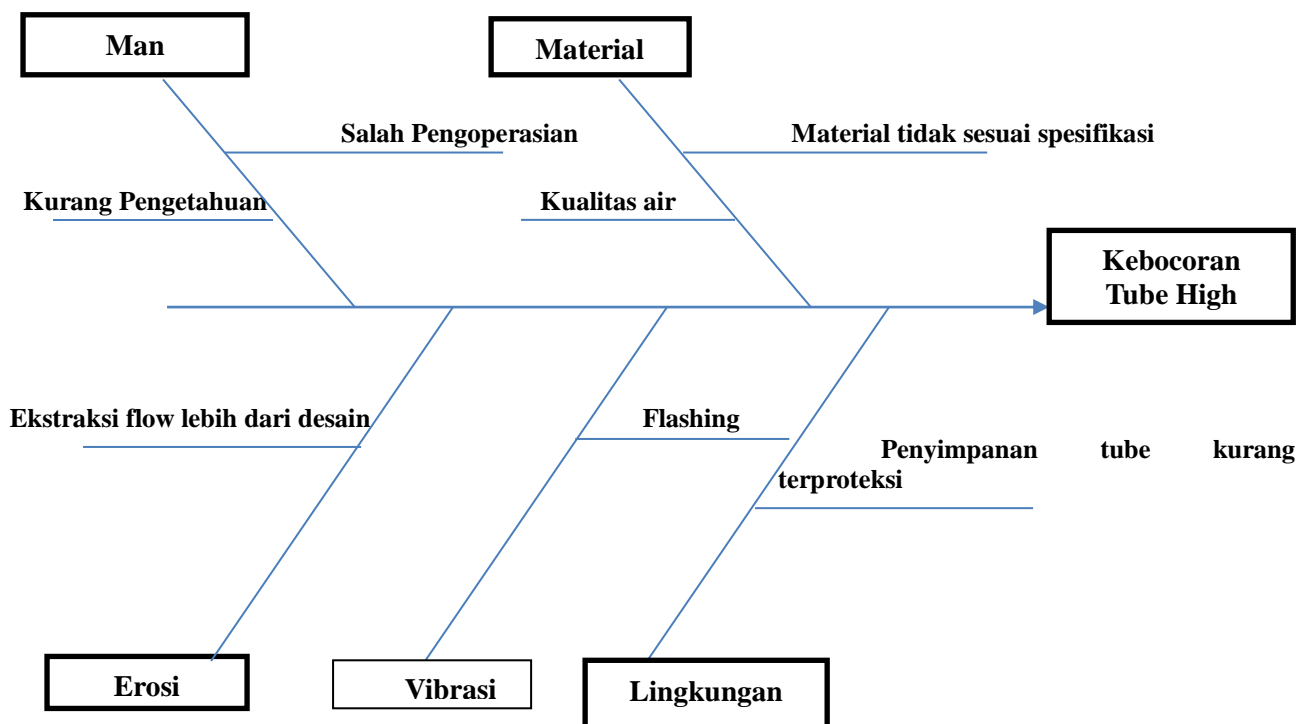 Man
Material
Salah Pengoperasian
Material tidak sesuai spesifikasi
Kurang Pengetahuan
Kualitas air
Kebocoran
Tube High
Ekstraksi flow lebih dari desain
Flashing
Penyimpanan tube kurang
terproteksi
Erosi
Vibrasi
Lingkungan